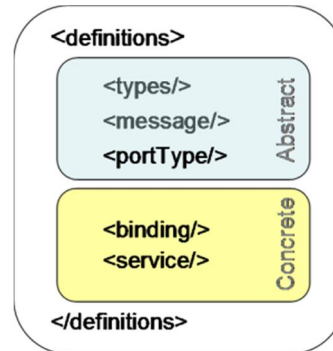 <definitions>
<types/>
<message/>
<portType/>
Abstract
<binding/>
<service/>
Concrete
</definitions>